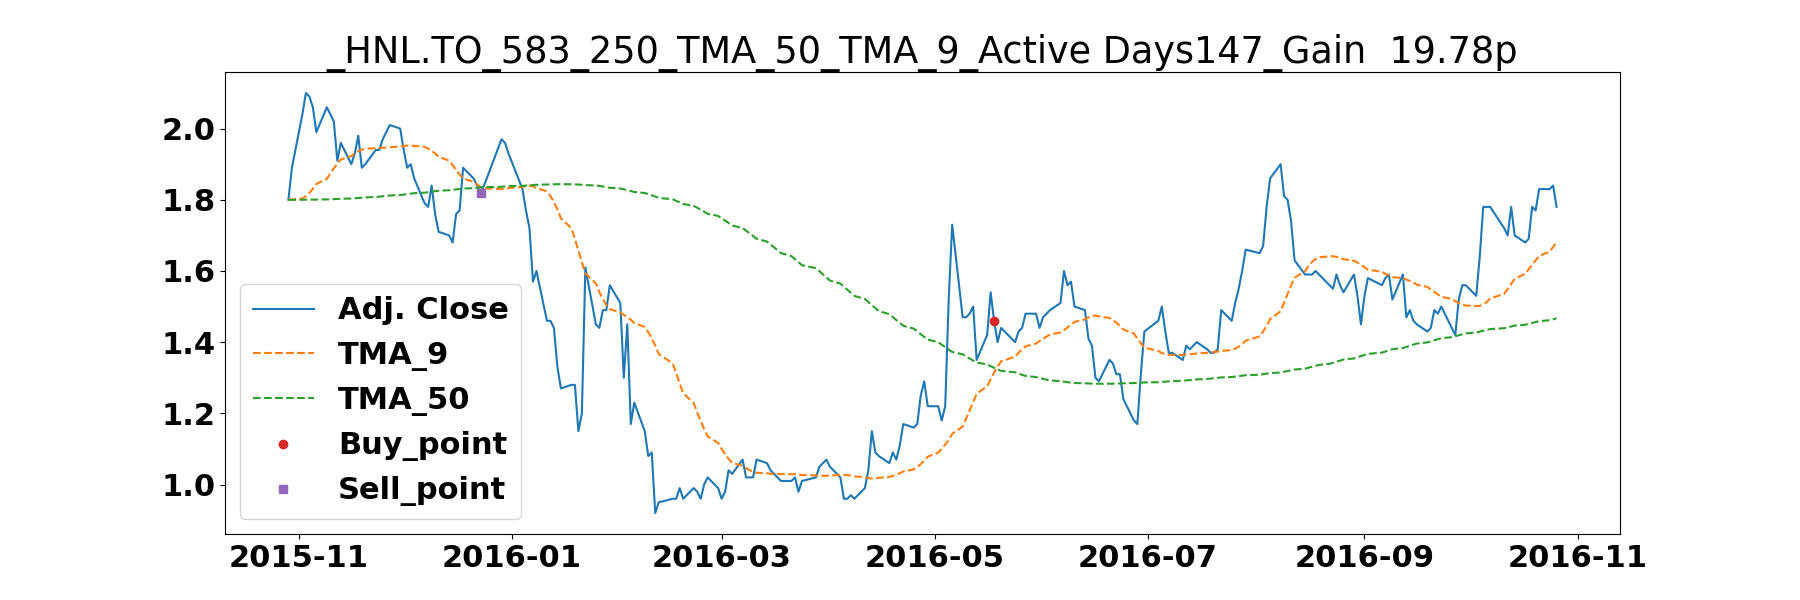 _HNL.TO_583_250_TMA_50_TMA_9_Active Days147_Gain  19.78p
2.0
1.8
1.6
1.4
1.2
1.0
Adj. Close
TMA_9
TMA_50
Buy_point
Sell_point
2015-11 2016-01 2016-03 2016-05 2016-07 2016-09 2016-11